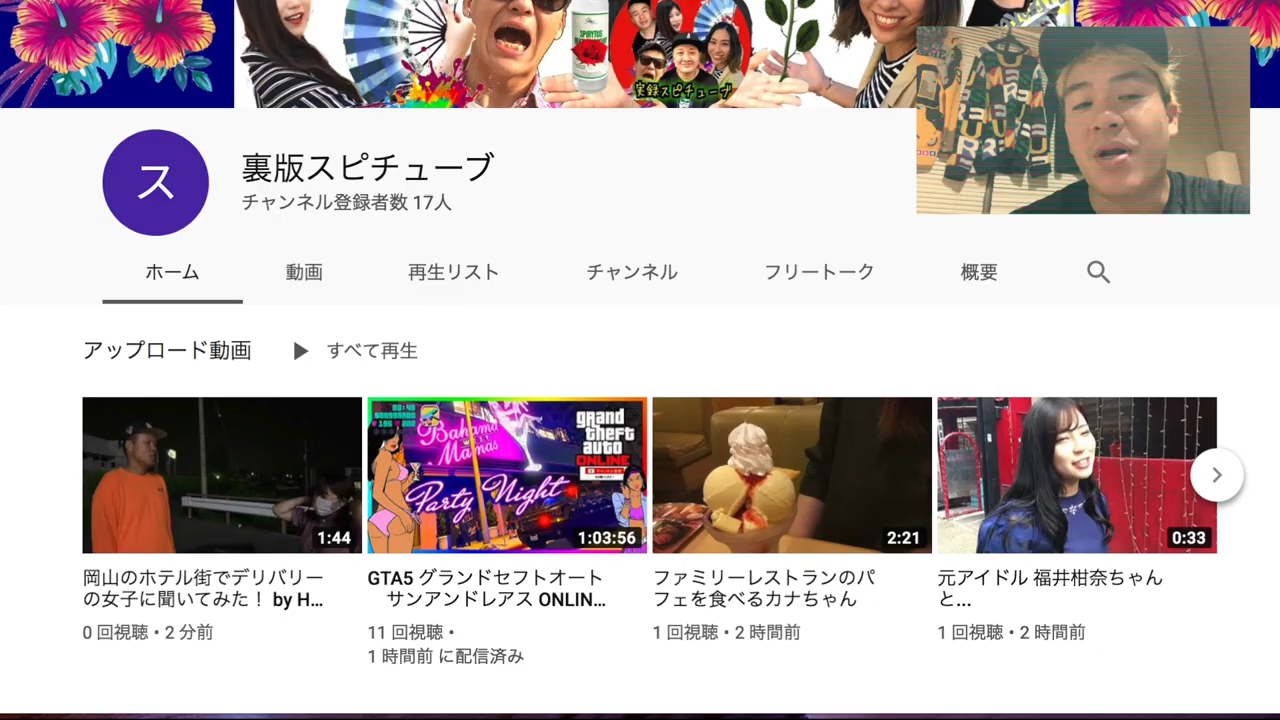 SPIRYTUS
実録スピチューブ
ス
裏版スピチューブ
チャンネル登録者数 17人
ホーム
動画
再生リスト
チャンネル
フリートーク
概要
アップロード動画
すべて再生
Bahama
Mamas
Party Night
grand
theft
auto
ONLINE
1:44
1:03:56
2:21
0:33
岡山のホテル街でデリバリー
の女子に聞いてみた! by H...
0 回視聴・2 分前
GTA5 グランドセフトオート
サンアンドレアス ONLIN...
11 回視聴・
1 時間前 に配信済み
ファミリーレストランのパ
フェを食べるカナちゃん
1 回視聴・2 時間前
元アイドル 福井柑奈ちゃん
と...
1 回視聴・2 時間前